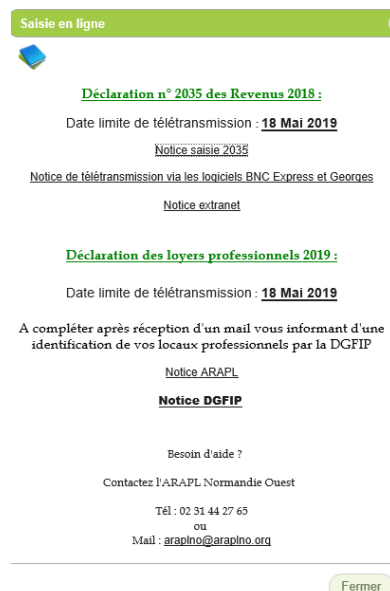 Saisie en ligne
Déclaration n° 2035 des Revenus 2018 :
Date limite de télétransmission : 18 Mai 2019
Notice saisie 2035
Notice de télétransmission via les logiciels BNC Express et Georges
Notice extranet
Déclaration des loyers professionnels 2019 :
Date limite de télétransmission : 18 Mai 2019
A compléter après réception d'un mail vous informant d'une
identification de vos locaux professionnels par la DGFIP
Notice ARAPL
Notice DGFIP
Besoin d'aide ?
Contactez l'ARAPL Normandie Ouest
Tél : 02 31 44 27 65
ou
Mail : araplno@araplno.org
Fermer